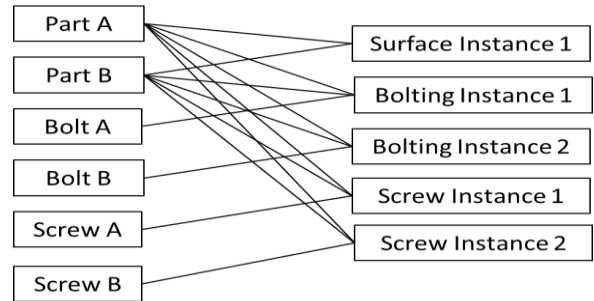 Part A
Part B
Bolt A
Bolt B
Screw A
Screw B
Surface Instance 1
Bolting Instance 1
Bolting Instance 2
Screw Instance 1
Screw Instance 2